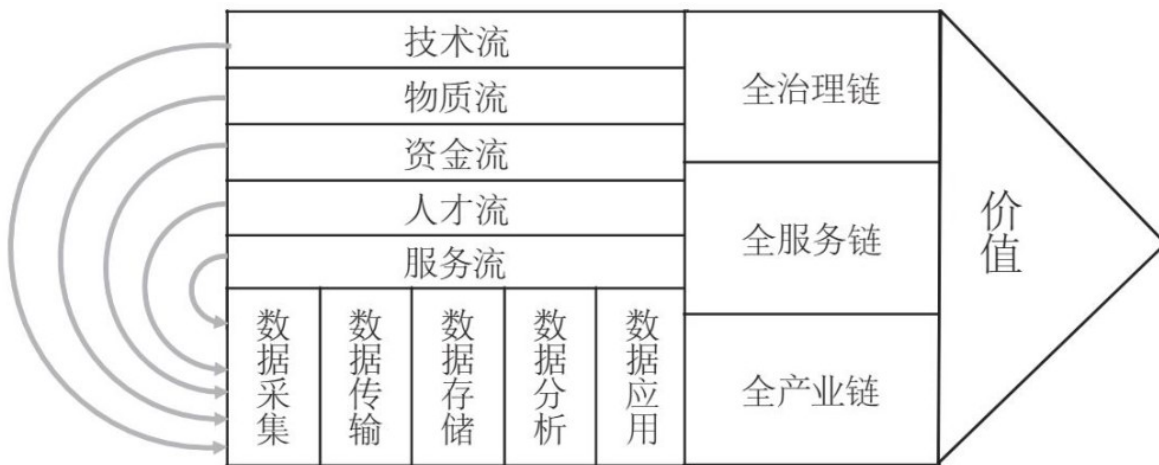 技术流
物质流
资金流
人才流
服务流
数据采集
数据传输
数据存储
数据分析
数据应用
全治理链
全服务链
全产业链
价值